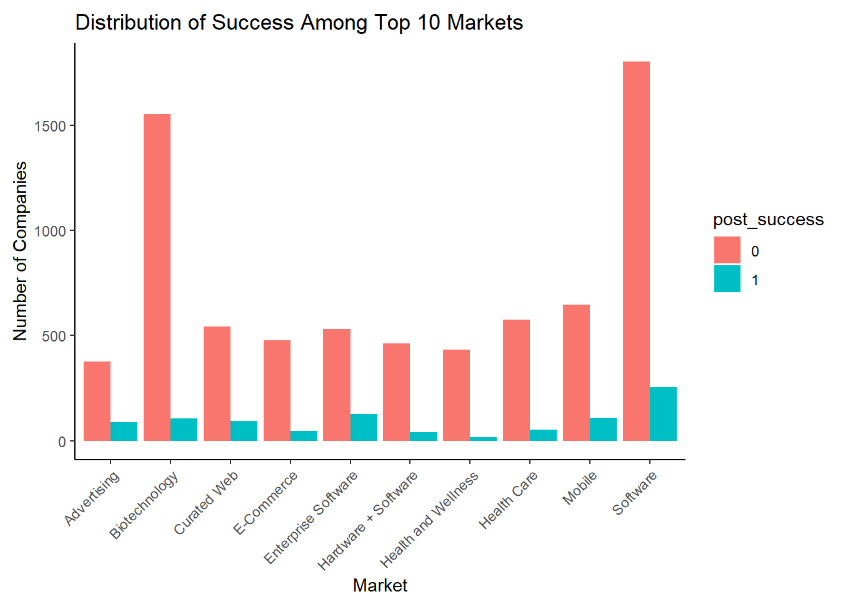 Distribution of Success Among Top 10 Markets
Number of Companies
1500
1000
500
0
Advertising
Biotechnology
Curated Web
E-Commerce
Enterprise Software
Hardware + Software
Health and Wellness
Health Care
Mobile
Software
Market
post_success
0
1